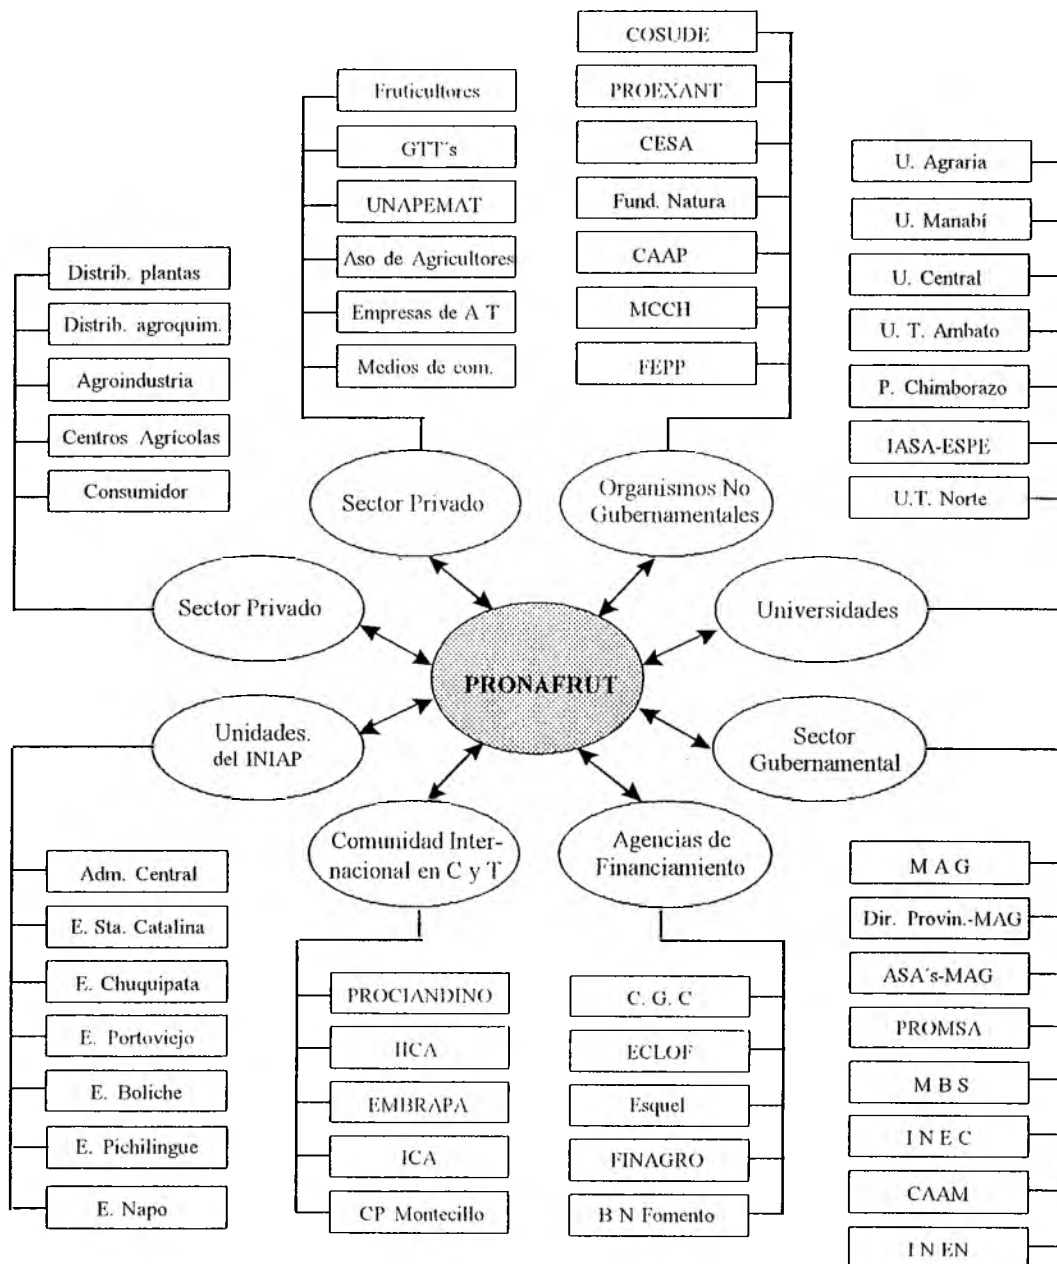 COSUDE
PROEXANT
CESA
Fund. Natura
CAAP
MCCH
FEPP
Fruticultores
GTT´s
UNAPEMAT
Aso de Agricultores
Empresas de A T
Medios de com.
U. Agraria
U. Manabí
U. Central
U. T. Ambato
P. Chimborazo
IASA-ESPE
U.T. Norte
Distrib. plantas
Distrib. agroquim.
Agroindustria
Centros Agrícolas
Consumidor
Sector Privado
Organismos No
Gubernamentales
Sector Privado
Universidades
PRONAFRUT
Unidades.
del INIAP
Sector
Gubernamental
Comunidad Inter-
nacional en C y T
Agencias de
Financiamiento
Adm. Central
E. Sta. Catalina
E. Chuquipata
E. Portoviejo
E. Boliche
E. Pichilingue
E. Napo
PROCIANDINO
IICA
EMBRAPA
ICA
CP Montecillo
C. G. C
ECLOF
Esquel
FINAGRO
B N Fomento
M A G
Dir. Provin.-MAG
ASA´s-MAG
PROMSA
M B S
I N E C
CAAM
I N EN